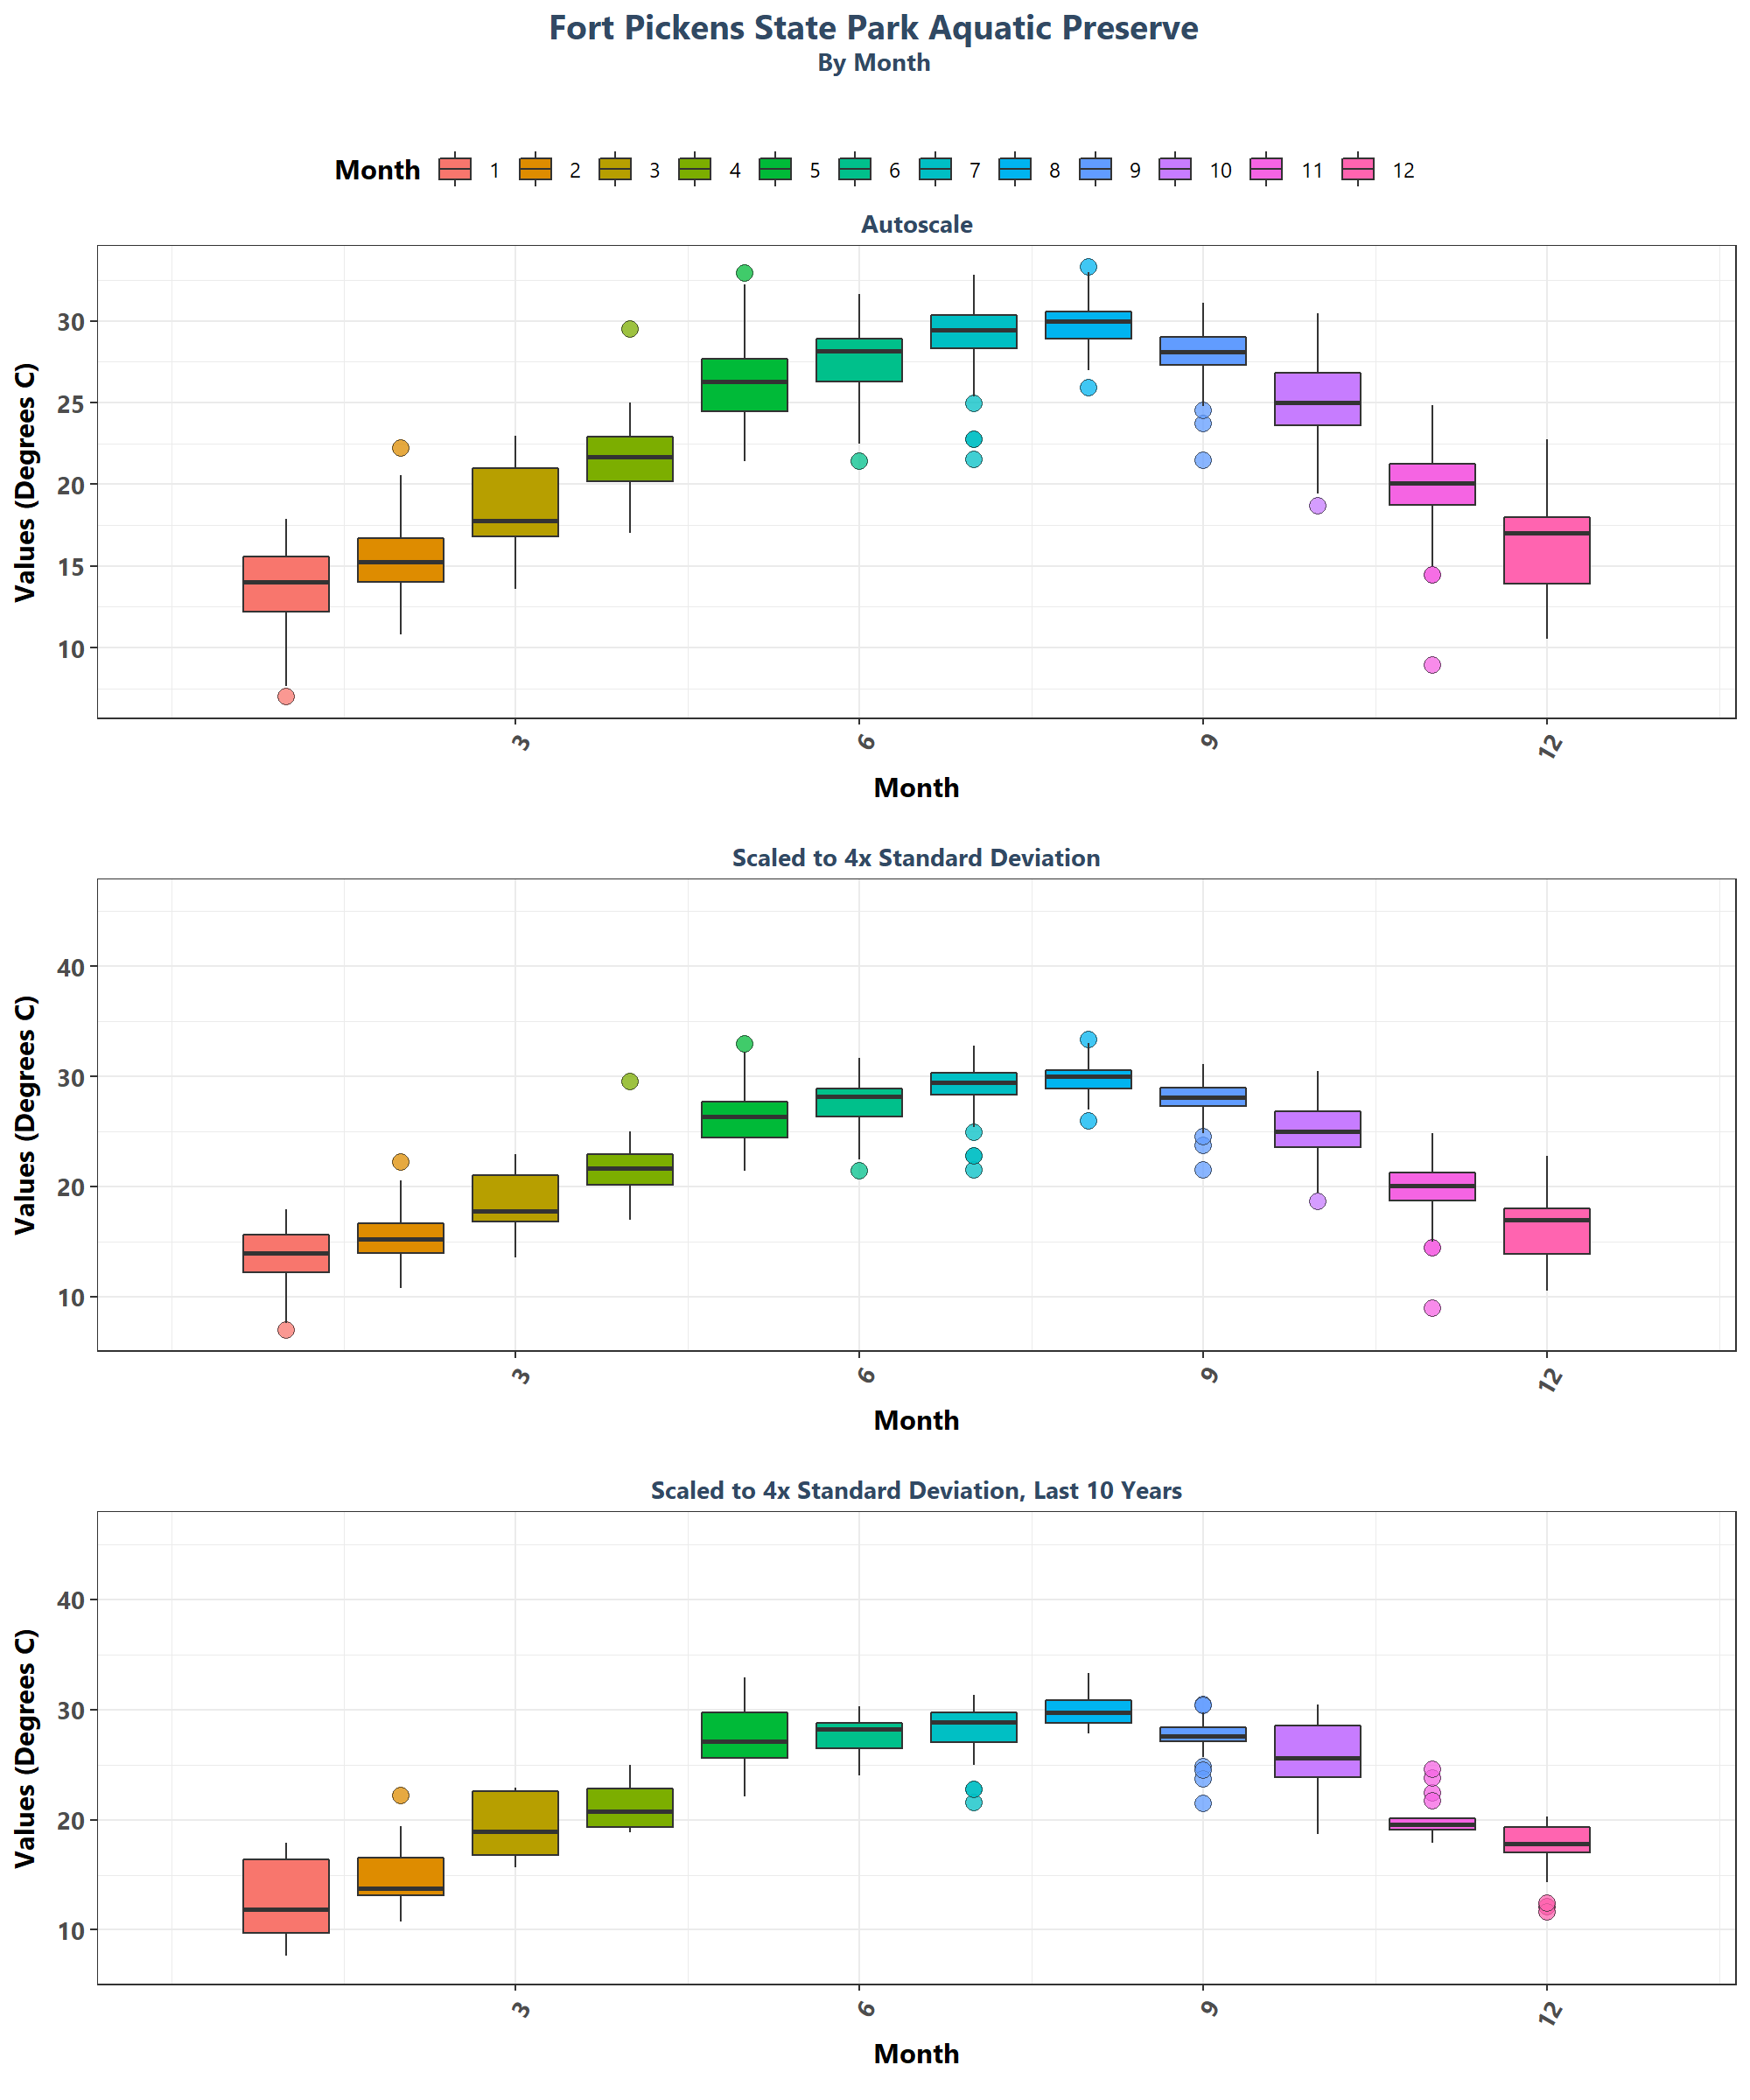 Fort Pickens State Park Aquatic Preserve
By Month
Month 1 2 3 4 5 6 7 8 9 10 11 12
Autoscale
Values (Degrees C)
30
25
20
15
10
3 6 9 12
Month
Scaled to 4x Standard Deviation
Values (Degrees C)
40
30
20
10
3 6 9 12
Month
Scaled to 4x Standard Deviation, Last 10 Years
Values (Degrees C)
40
30
20
10
3 6 9 12
Month